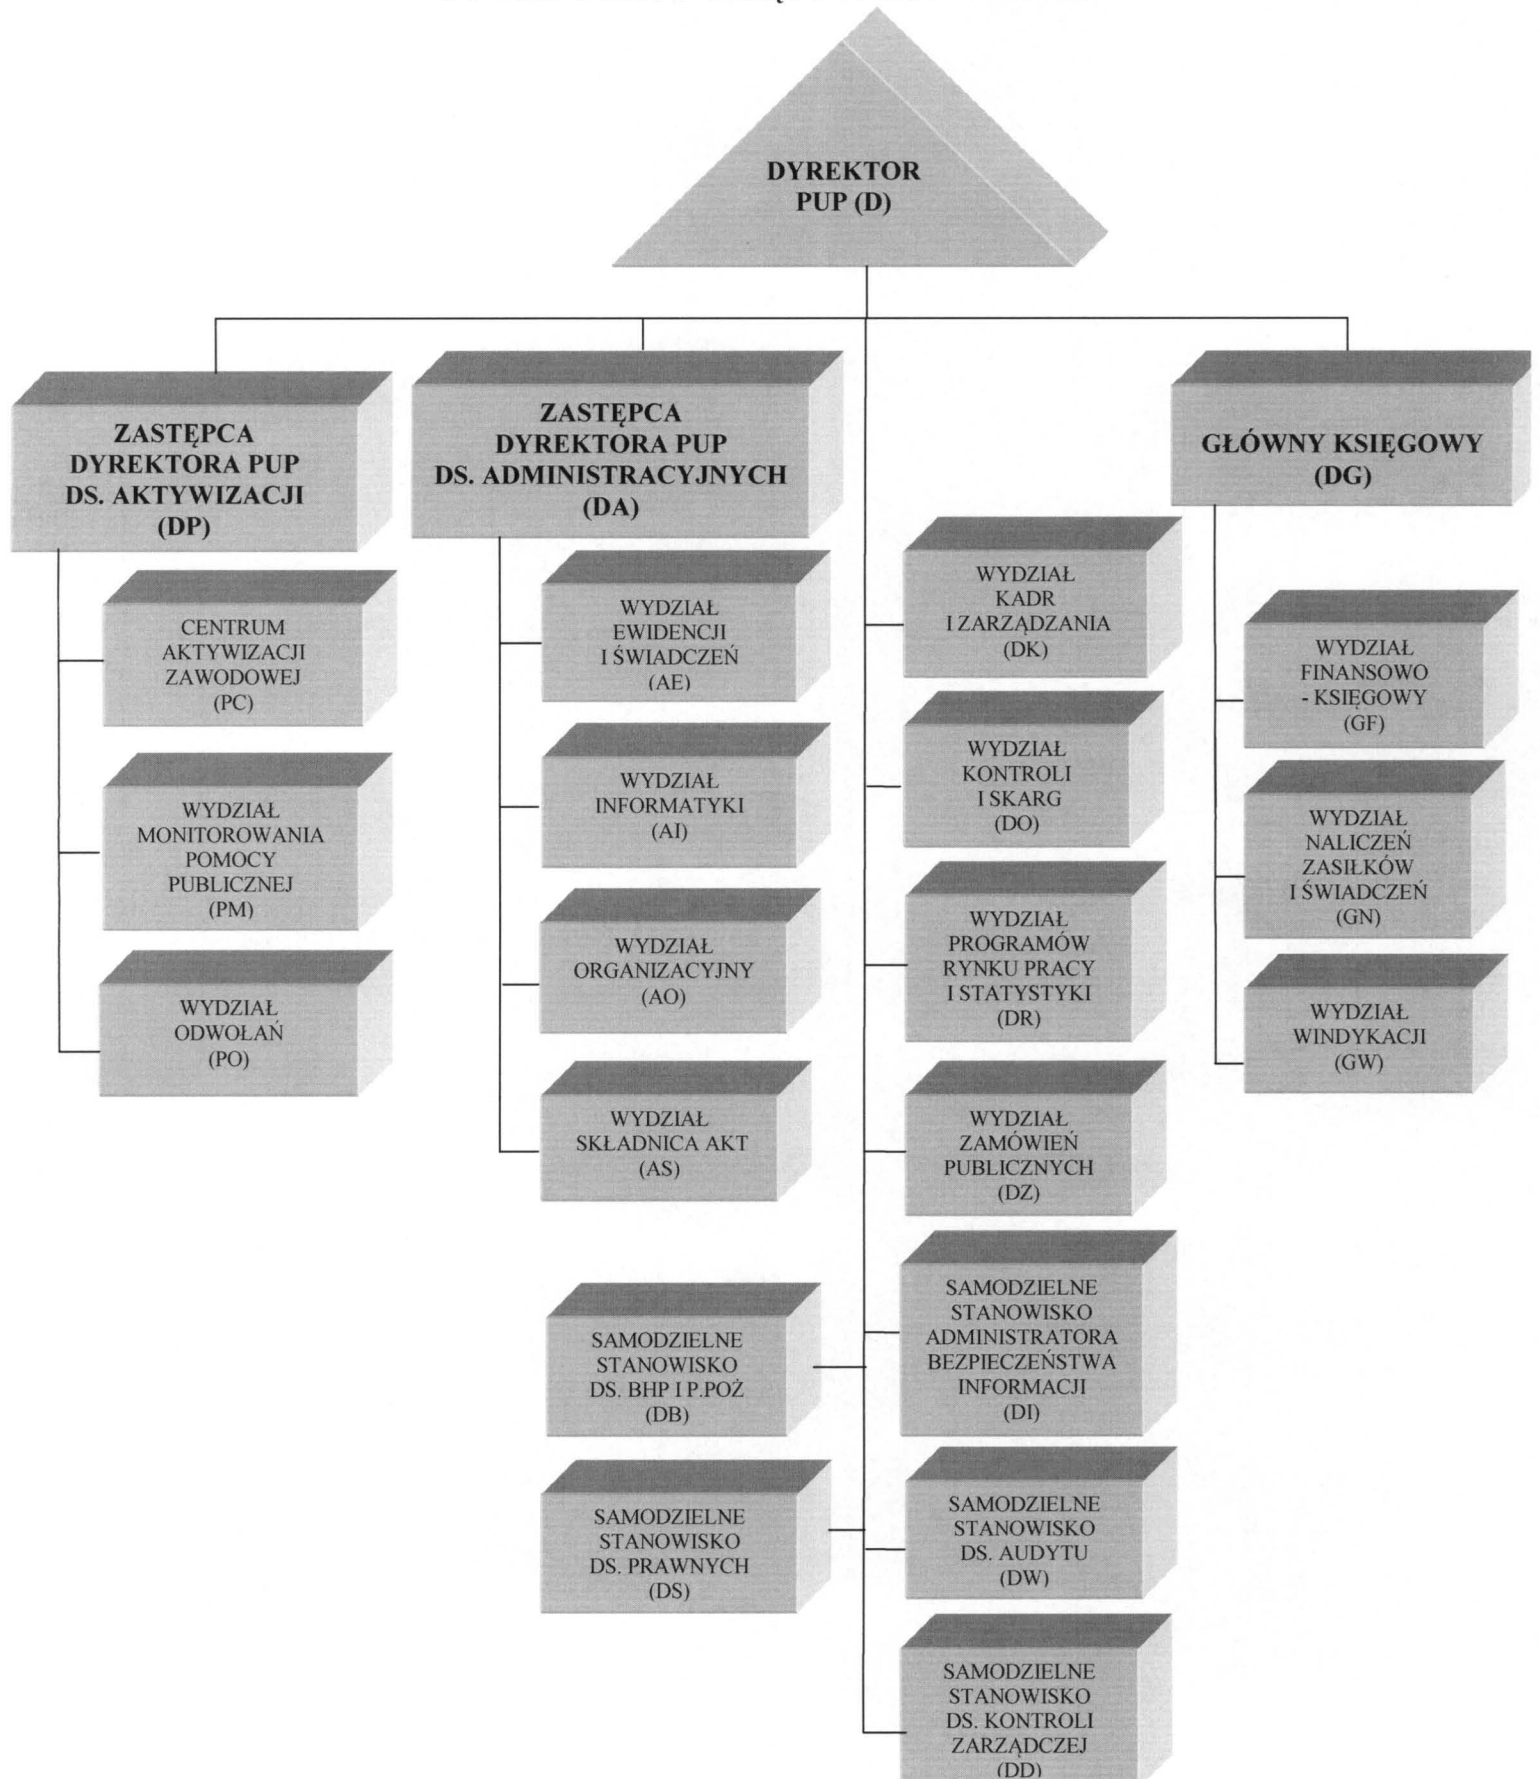 DYREKTOR
PUP (D)
ZASTĘPCA
DYREKTORA PUP
DS. AKTYWIZACJI
(DP)
CENTRUM
AKTYWIZACJI
ZAWODOWEJ
(PC)
WYDZIAŁ
MONITOROWANIA
POMOCY
PUBLICZNEJ
(PM)
WYDZIAŁ
ODWOŁAŃ
(PO)
ZASTĘPCA
DYREKTORA PUP
DS. ADMINISTRACYJNYCH
(DA)
WYDZIAŁ
EWIDENCJI
I ŚWIADCZEŃ
(AE)
WYDZIAŁ
INFORMATYKI
(AI)
WYDZIAŁ
ORGANIZACYJNY
(AO)
WYDZIAŁ
SKŁADNICA AKT
(AS)
SAMODZIELNE
STANOWISKO
DS. BHP I P.POŻ
(DB)
SAMODZIELNE
STANOWISKO
DS. PRAWNYCH
(DS)
WYDZIAŁ
KADR
I ZARZĄDZANIA
(DK)
WYDZIAŁ
KONTROLI
I SKARG
(DO)
WYDZIAŁ
PROGRAMÓW
RYNKU PRACY
I STATYSTYKI
(DR)
WYDZIAŁ
ZAMÓWIEŃ
PUBLICZNYCH
(DZ)
SAMODZIELNE
STANOWISKO
ADMINISTRATORA
BEZPIECZEŃSTWA
INFORMACJI
(DI)
SAMODZIELNE
STANOWISKO
DS. AUDYTU
(DW)
SAMODZIELNE
STANOWISKO
DS. KONTROLI
ZARZĄDCZEJ
(DD)
GŁÓWNY KSIĘGOWY
(DG)
WYDZIAŁ
FINANSOWO
- KSIĘGOWY
(GF)
WYDZIAŁ
NALICZEŃ
ZASIŁKÓW
I ŚWIADCZEŃ
(GN)
WYDZIAŁ
WINDYKACJI
(GW)